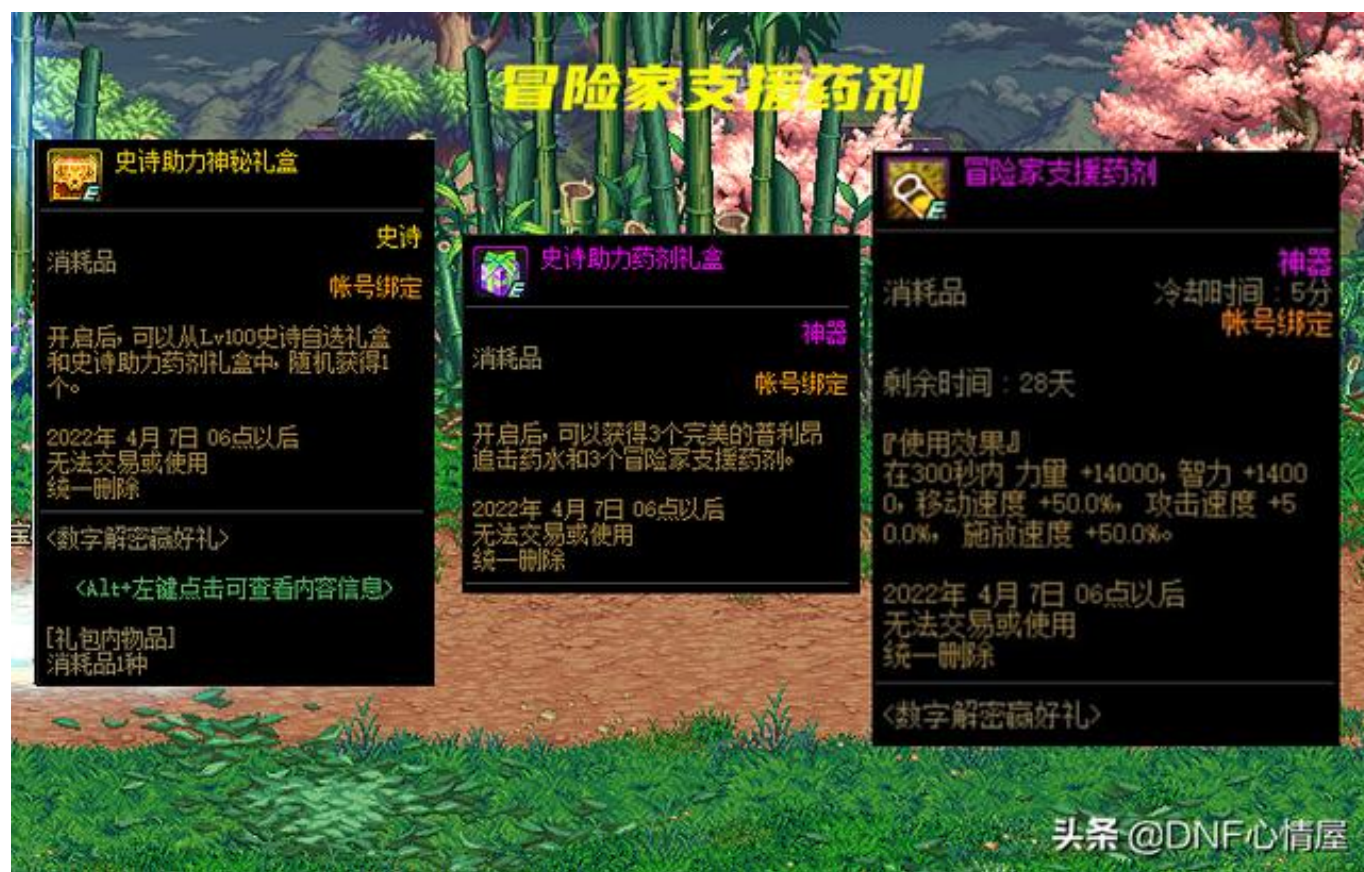 冒险家支援药剂
史诗助力神秘礼盒
史诗
消耗品
帐号绑定
开启后, 可以从Lv100史诗自选礼盒
和史诗助力药剂礼盒中, 随机获得1
个。
2022年 4月 7日 06点以后
无法交易或使用
统一删除
<数字解密赢好礼>
<Alt+左键点击可查看内容信息>
[礼包内物品]
消耗品1种
史诗助力药剂礼盒
神器
消耗品
帐号绑定
开启后, 可以获得3个完美的普利昂
追击药水和3个冒险家支援药剂。
2022年 4月 7日 06点以后
无法交易或使用
统一删除
冒险家支援药剂
神器
消耗品 冷却时间 : 5分
帐号绑定
剩余时间 : 28天
『使用效果』
在300秒内 力量 +14000, 智力 +1400
0, 移动速度 +50.0%, 攻击速度 +5
0.0%, 施放速度 +50.0%。
2022年 4月 7日 06点以后
无法交易或使用
统一删除
<数字解密赢好礼>
宝
头条 @DNF心情屋